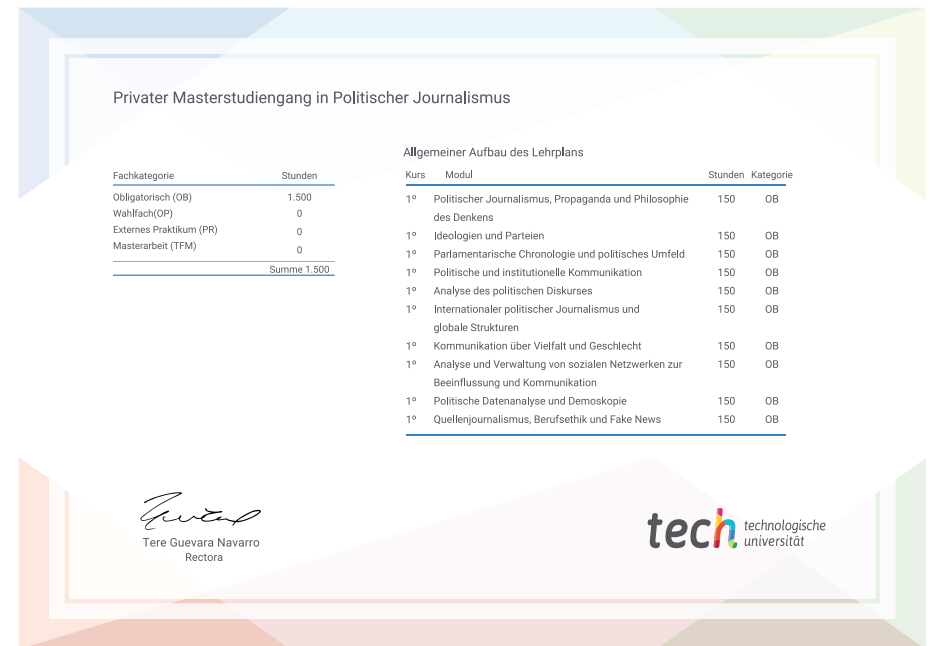 Privater Masterstudiengang in Politischer Journalismus
Allgemeiner Aufbau des Lehrplans
Fachkategorie Stunden
Obligatorisch (OB) 1.500
Wahlfach(OP) 0
Externes Praktikum (PR) 0
Masterarbeit (TFM) 0
Summe 1.500
Kurs Modul Stunden Kategorie
1º Politischer Journalismus, Propaganda und Philosophie 150 OB
des Denkens
1º Ideologien und Parteien 150 OB
1º Parlamentarische Chronologie und politisches Umfeld 150 OB
1º Politische und institutionelle Kommunikation 150 OB
1º Analyse des politischen Diskurses 150 OB
1º Internationaler politischer Journalismus und 150 OB
globale Strukturen
1º Kommunikation über Vielfalt und Geschlecht 150 OB
1º Analyse und Verwaltung von sozialen Netzwerken zur 150 OB
Beeinflussung und Kommunikation
1º Politische Datenanalyse und Demoskopie 150 OB
1º Quellenjournalismus, Berufsethik und Fake News 150 OB
Tere Guevara Navarro
Rectora
tech technologische
universität